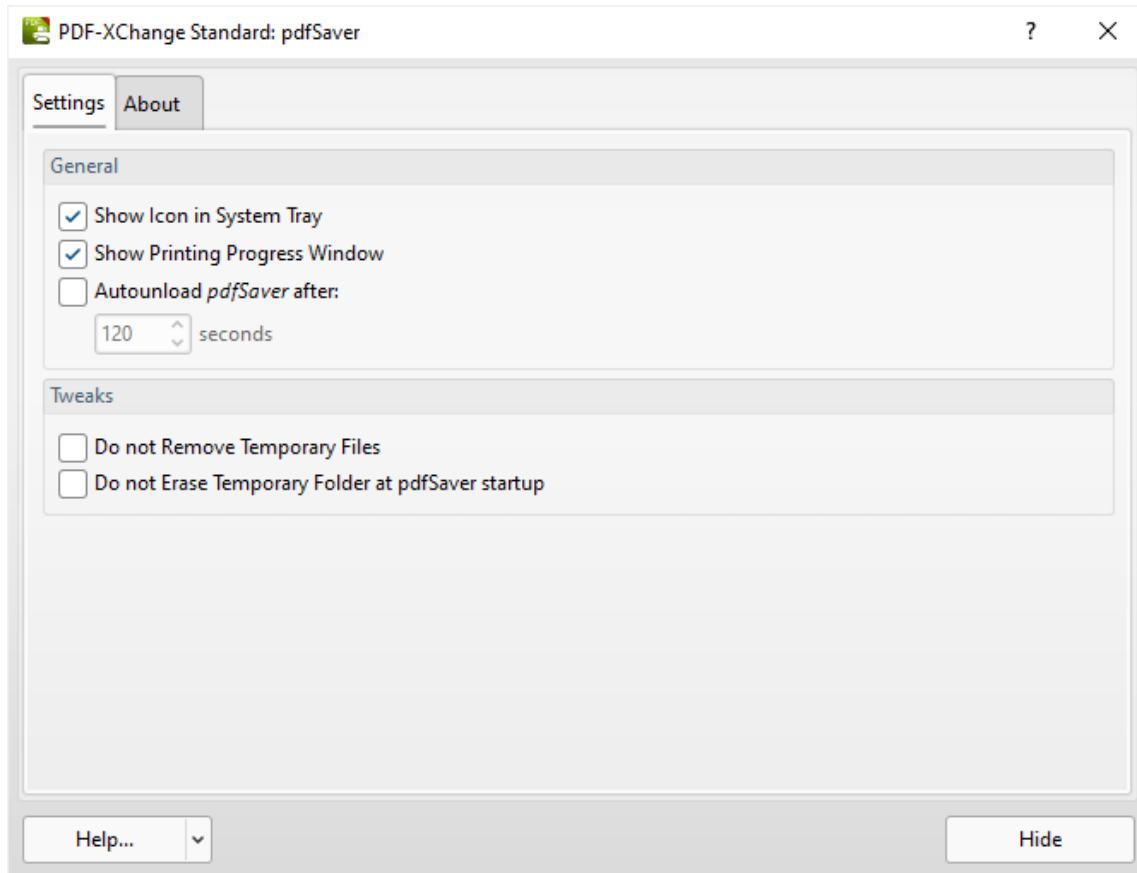 PDF-XChange Standard: pdfSaver
Settings About
General
Show Icon in System Tray
Show Printing Progress Window
Autounload pdfSaver after:
120 seconds
Tweaks
Do not Remove Temporary Files
Do not Erase Temporary Folder at pdfSaver startup
Help... Hide